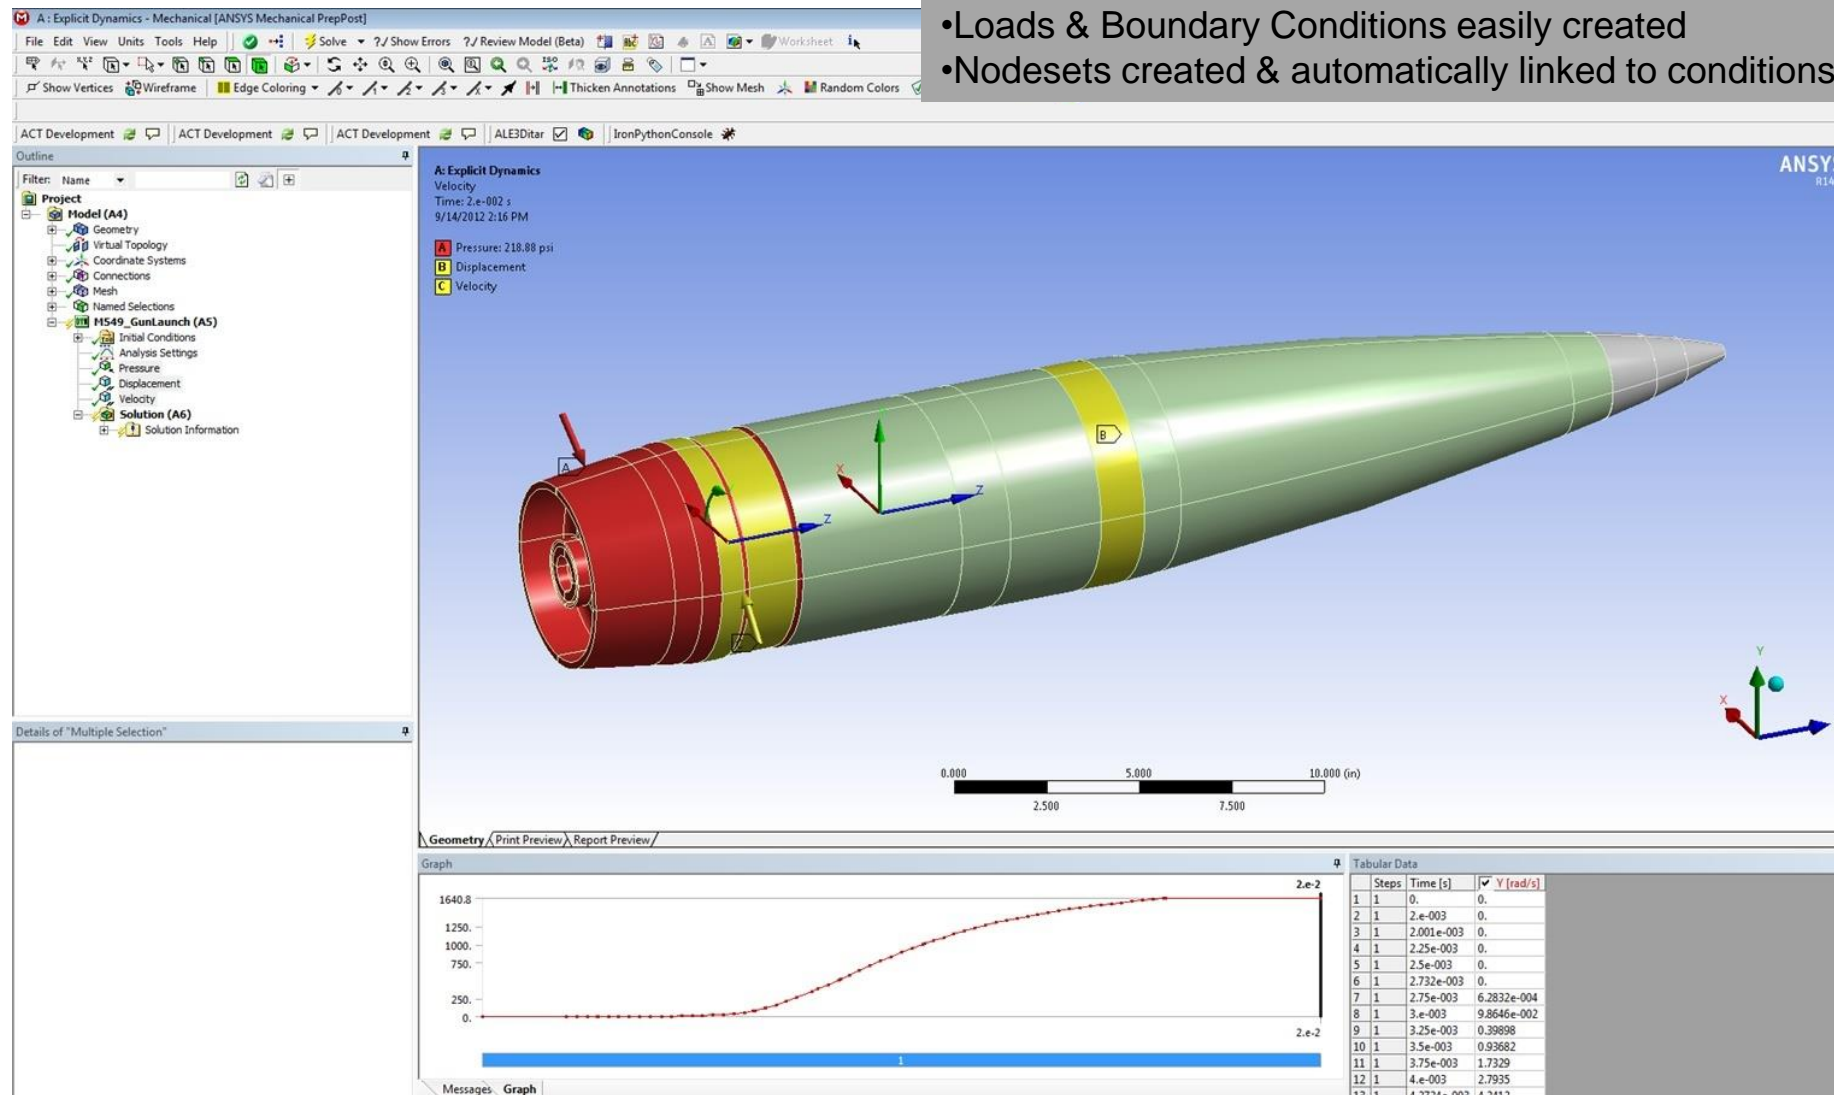 A : Explicit Dynamics - Mechanical [ANSYS Mechanical PrepPost]
•Loads & Boundary Conditions easily created
•Nodesets created & automatically linked to conditions
File Edit View Units Tools Help Solve ?/ Show Errors ?/ Review Model (Beta) A Worksheet
Show Vertices Wireframe Edge Coloring Thicken Annotations Show Mesh Random Colors
ACT Development ACT Development ACT Development ALE3Ditar IronPythonConsole
Outline
Filter: Name
Project
Model (A4)
Geometry
Virtual Topology
Coordinate Systems
Connections
Mesh
Named Selections
M549_GunLaunch (A5)
Initial Conditions
Analysis Settings
Pressure
Displacement
Velocity
Solution (A6)
Solution Information
Details of "Multiple Selection"
A: Explicit Dynamics
Velocity
Time: 2.e-002 s
9/14/2012 2:16 PM
A Pressure: 218.88 psi
B Displacement
C Velocity
ANSYS
R14
A
B
X
Z
Z
Y
X
0.000 5.000 10.000 (in)
2.500 7.500
Geometry Print Preview Report Preview
Graph
2.e-2
1640.8
1250.
1000.
750.
250.
0.
2.e-2
1
Messages Graph
Tabular Data
Steps Time [s] Y [rad/s]
1 1 0. 0.
2 1 2.e-003 0.
3 1 2.001e-003 0.
4 1 2.25e-003 0.
5 1 2.5e-003 0.
6 1 2.732e-003 0.
7 1 2.75e-003 6.2832e-004
8 1 3.e-003 9.8646e-002
9 1 3.25e-003 0.39898
10 1 3.5e-003 0.93682
11 1 3.75e-003 1.7329
12 1 4.e-003 2.7935